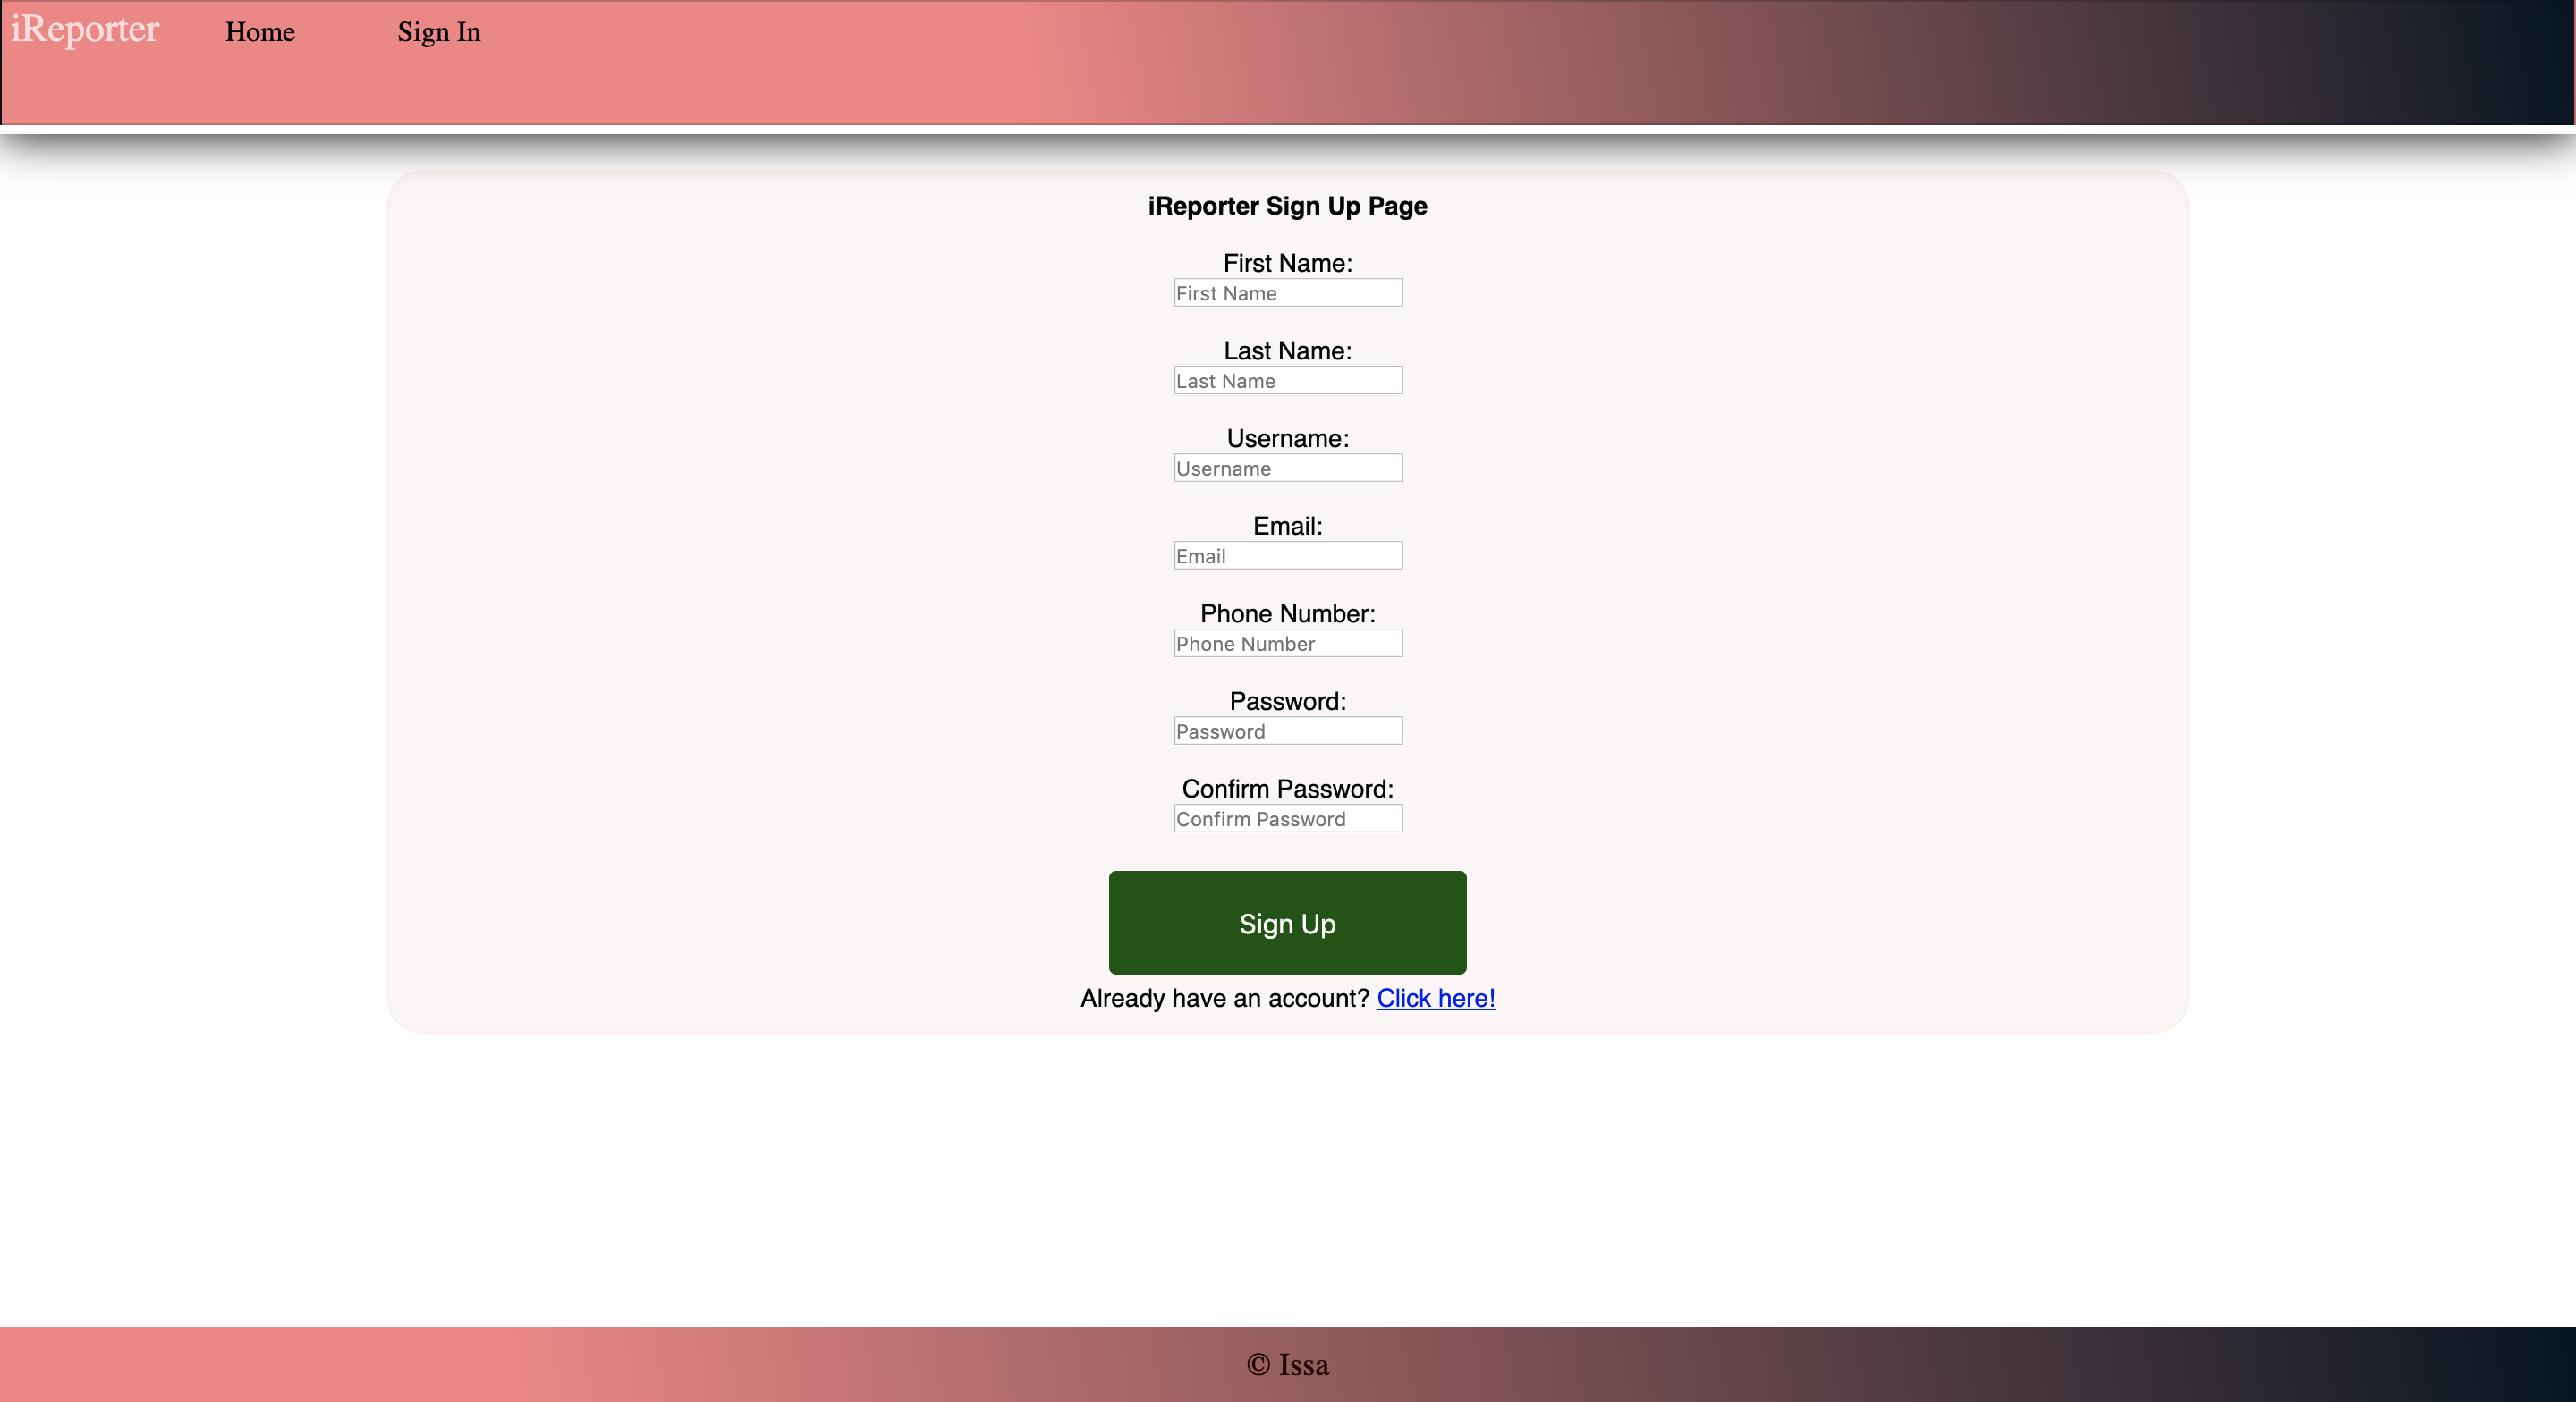 iReporter Home Sign In
iReporter Sign Up Page
First Name:
First Name
Last Name:
Last Name
Username:
Username
Email:
Email
Phone Number:
Phone Number
Password:
Password
Confirm Password:
Confirm Password
Sign Up
Already have an account? Click here!
© Issa